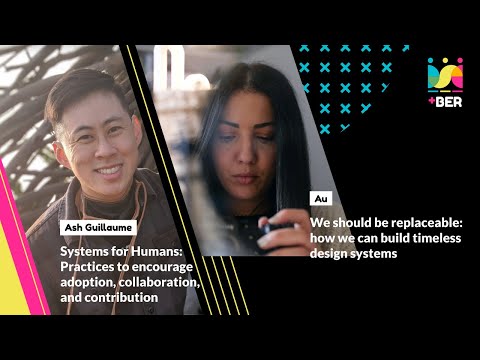 +BER
Ash Guillaume
Systems for Humans:
Practices to encourage
adoption, collaboration,
and contribution
Au
We should be replaceable:
how we can build timeless
design systems